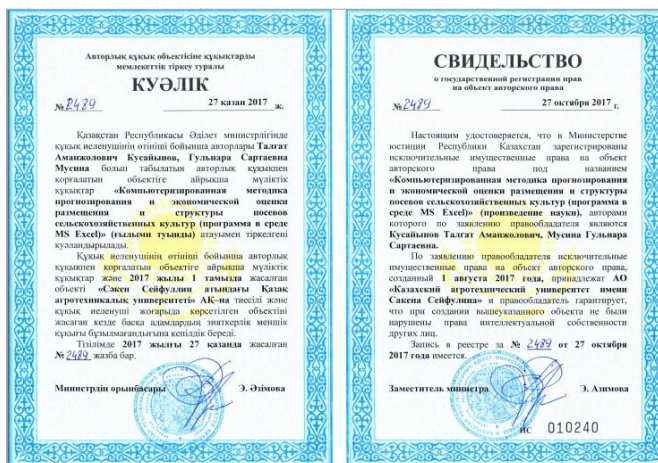 Авторлық құқық объектісіне құқықтарды
мемлекеттік тіркеу туралы
КУӘЛІК
№ 2489 27 қазан 2017 ж.
Қазақстан Республикасы Әділет министрлігінде
құқық иеленушінің өтініші бойынша авторлары Талгат
Аманжолович Кусайынов, Гульнара Сартаевна
Мусина болып табылатын авторлық құқықпен
қорғалатын объектіге айрықша мүліктік
құқықтар «Компьютеризированная методика
прогнозирования и экономической оценки
размещения и структуры посевов
сельскохозяйственных культур (программа в среде
MS Excel)» (ғылыми туынды) атауымен тіркелгені
куәландырылады.
Құқық иеленушінің өтініші бойынша авторлық
құқықпен қорғалатын объектіге айрықша мүліктік
құқықтар және 2017 жылғы 1 тамызда жасалған
объекті «Сәкен Сейфуллин атындағы Қазақ
агротехникалық университеті» АҚ–на тиесілі және
құқық иеленуші жоғарыда көрсетілген объектіні
жасаған кезде басқа адамдардың зияткерлік меншік
құқығы бұзылмағандығына кепілдік береді.
Тізілімде 2017 жылғы 27 қазанда жасалған
№ 2489 жазба бар.
Министрдің орынбасары Э. Әзімова
СВИДЕТЕЛЬСТВО
о государственной регистрации прав
на объект авторского права
№ 2489 27 октября 2017 г.
Настоящим удостоверяется, что в Министерстве
юстиции Республики Казахстан зарегистрированы
исключительные имущественные права на объект
авторского права под названием
«Компьютеризированная методика прогнозирования
и экономической оценки размещения и структуры
посевов сельскохозяйственных культур (программа в
среде MS Excel)» (произведение науки), авторами
которого по заявлению правообладателя являются
Кусайынов Талгат Аманжолович, Мусина Гульнара
Сартаевна.
По заявлению правообладателя исключительные
имущественные права на объект авторского права,
созданный 1 августа 2017 года, принадлежат АО
«Казахский агротехнический университет имени
Сакена Сейфулина» и правообладатель гарантирует,
что при создании вышеуказанного объекта не были
нарушены права интеллектуальной собственности
других лиц.
Запись в реестре за № 2489 от 27 октября
2017 года имеется.
Заместитель министра Э. Азимова
ИС 010240